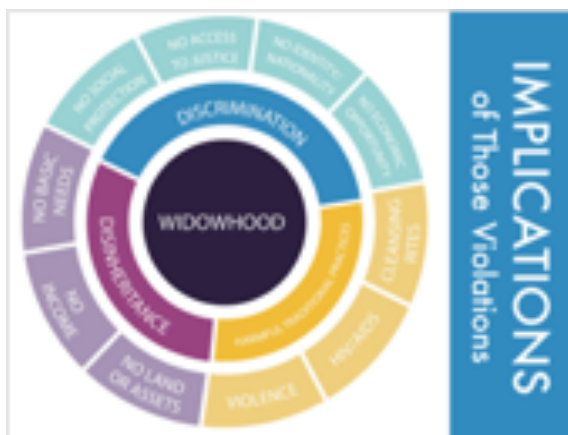 NO SOCIAL
PROTECTION
NO ACCESS
TO JUSTICE
NO IDENTITY/
NATIONALITY
NO ECONOMIC
OPPORTUNITY
CLEANSING
RITES
HIV/AIDS
VIOLENCE
NO LAND
OR ASSETS
NO
INCOME
NO BASIC
NEEDS
DISCRIMINATION
HARMFUL TRADITIONAL PRACTICES
DISINHERITANCE
WIDOWHOOD
IMPLICATIONS
of Those Violations